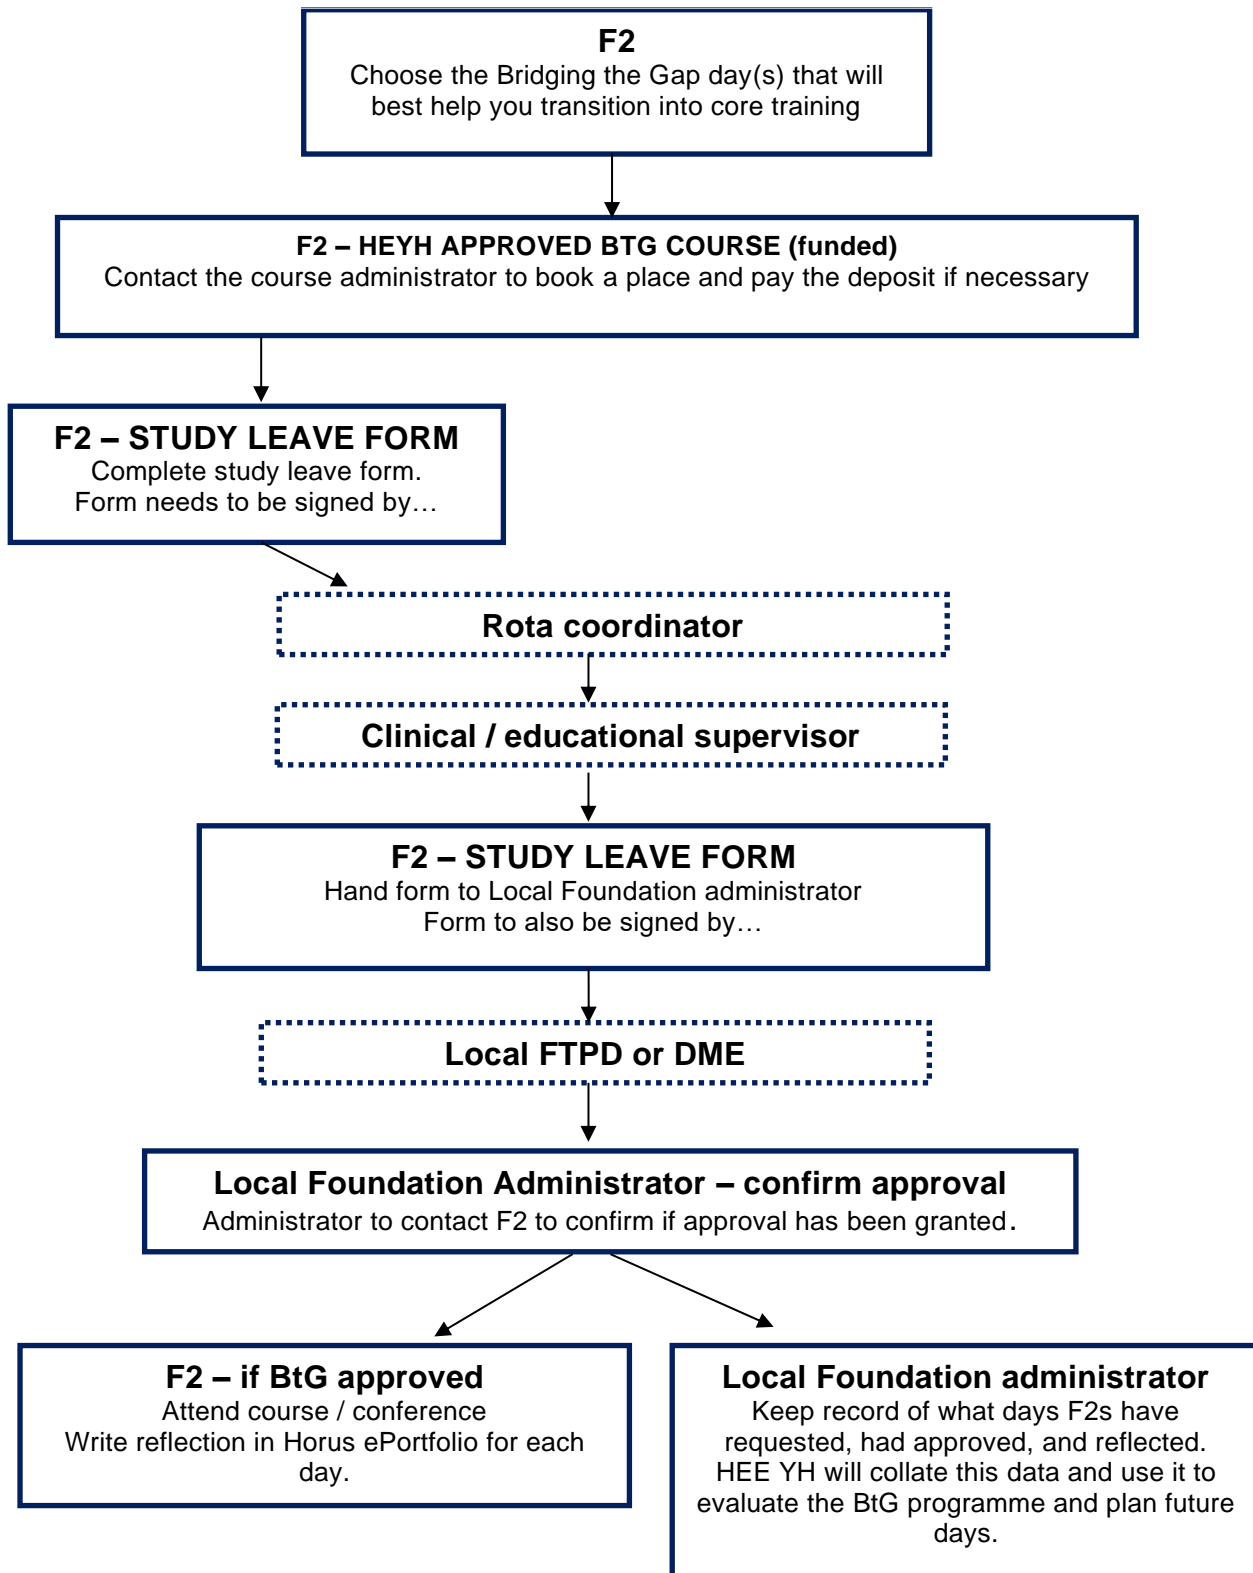 F2
Choose the Bridging the Gap day(s) that will
best help you transition into core training
F2 – HEYH APPROVED BTG COURSE (funded)
Contact the course administrator to book a place and pay the deposit if necessary
F2 – STUDY LEAVE FORM
Complete study leave form.
Form needs to be signed by…
Rota coordinator
Clinical / educational supervisor
F2 – STUDY LEAVE FORM
Hand form to Local Foundation administrator
Form to also be signed by…
Local FTPD or DME
Local Foundation Administrator – confirm approval
Administrator to contact F2 to confirm if approval has been granted.
F2 – if BtG approved
Attend course / conference
Write reflection in Horus ePortfolio for each
day.
Local Foundation administrator
Keep record of what days F2s have
requested, had approved, and reflected.
HEE YH will collate this data and use it to
evaluate the BtG programme and plan future
days.